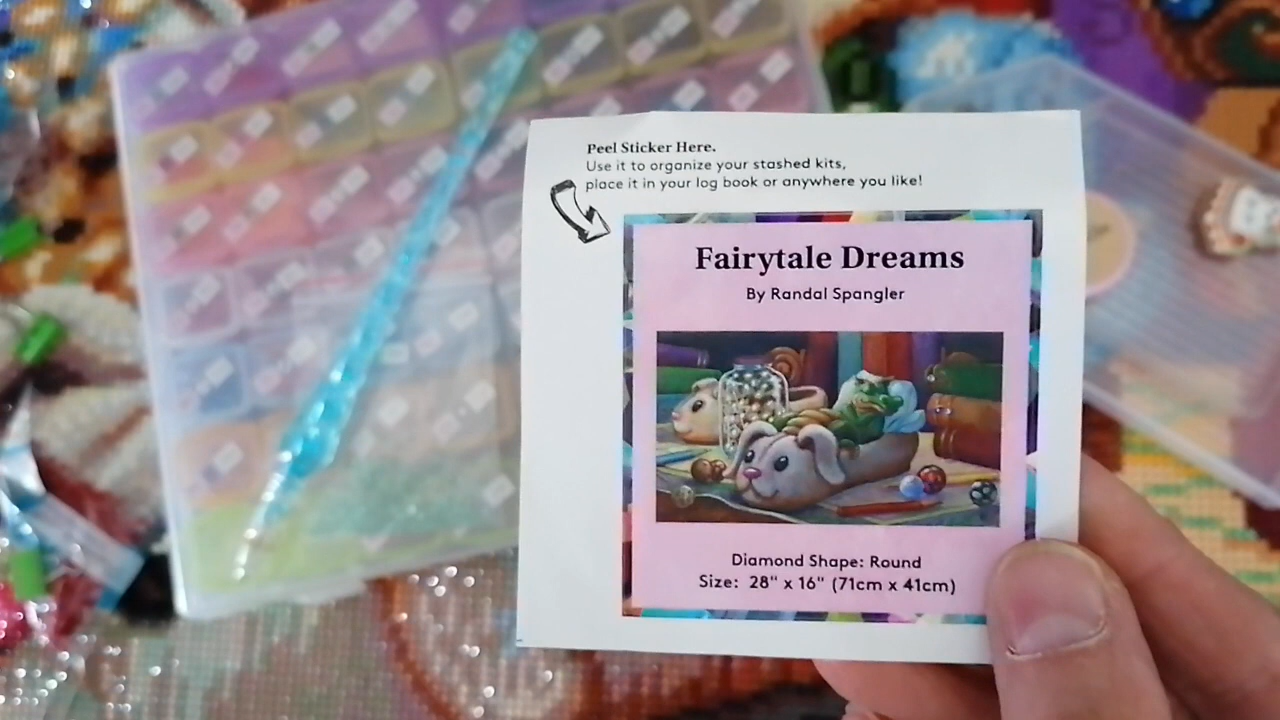 Peel Sticker Here.
Use it to organize your stashed kits,
place it in your log book or anywhere you like!
Fairytale Dreams
By Randal Spangler
Diamond Shape: Round
Size: 28" x 16" (71cm x 41cm)